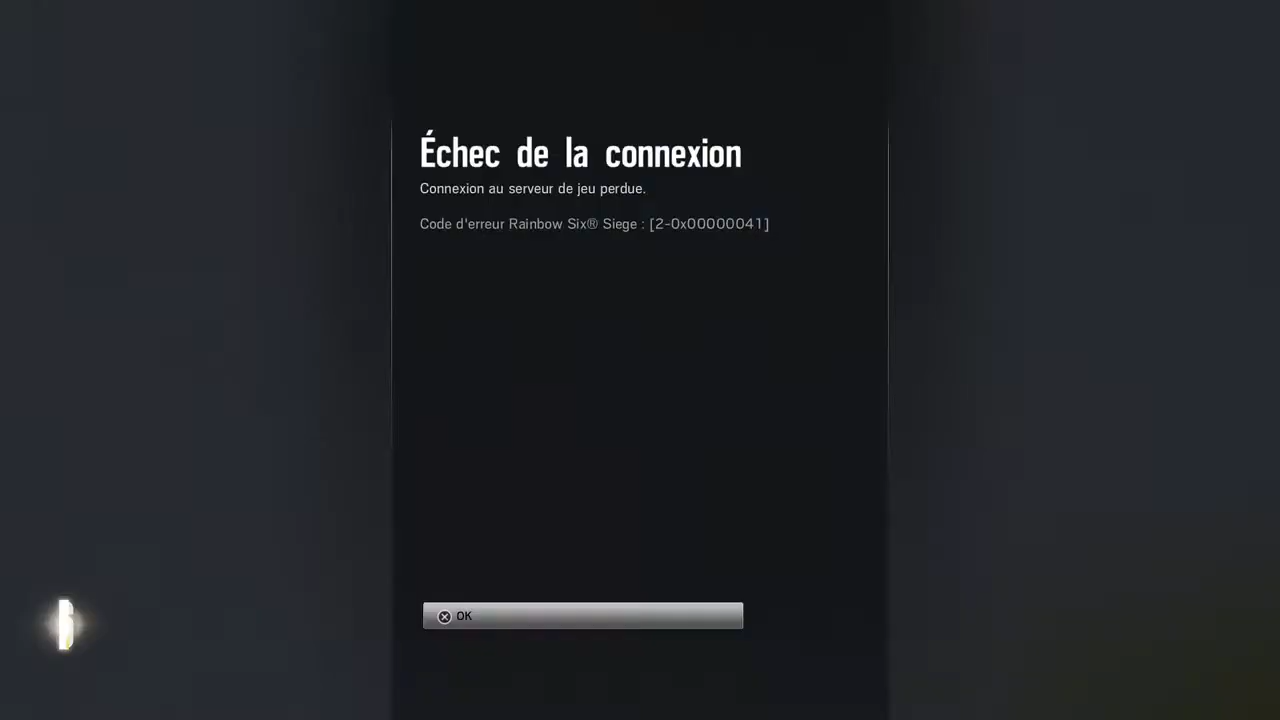 Échec de la connexion
Connexion au serveur de jeu perdue.
Code d'erreur Rainbow Six® Siege : [2-0x00000041]
OK